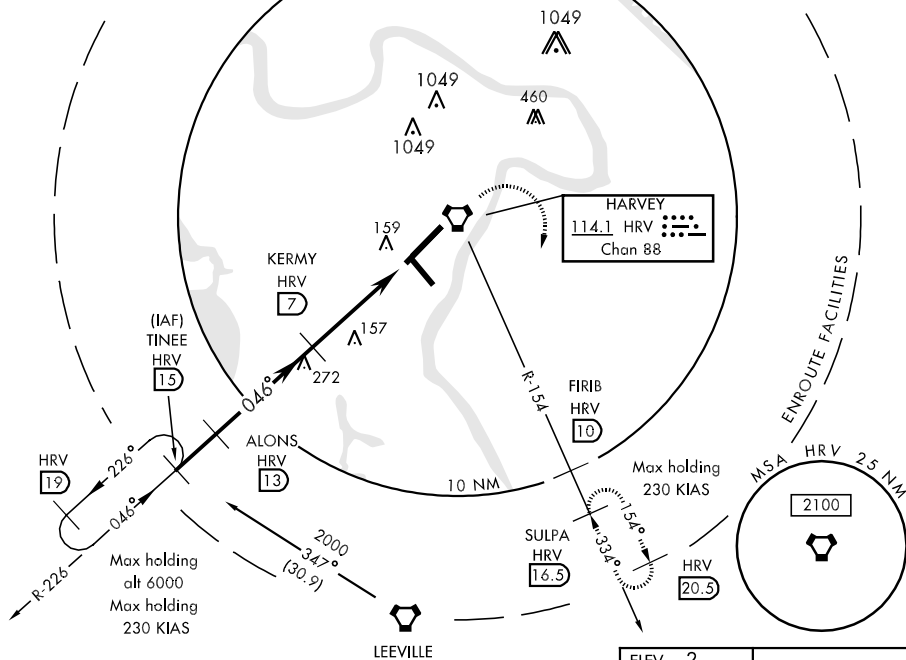 1049
1049
460
1049
HARVEY
114.1 HRV
Chan 88
159
KERMY
HRV
7
157
272
(IAF)
TINEE
HRV
15
046°
ENROUTE FACILITIES
R-154
FIRIB
HRV
10
ALONS
HRV
13
HRV
19
226°
046°
R-226
10 NM
Max holding
230 KIAS
MSA HRV 25 NM
2100
2000
347°
(30.9)
SULPA
HRV
16.5
154°
334°
HRV
20.5
Max holding
alt 6000
Max holding
230 KIAS
LEEVILLE
ELEV 2